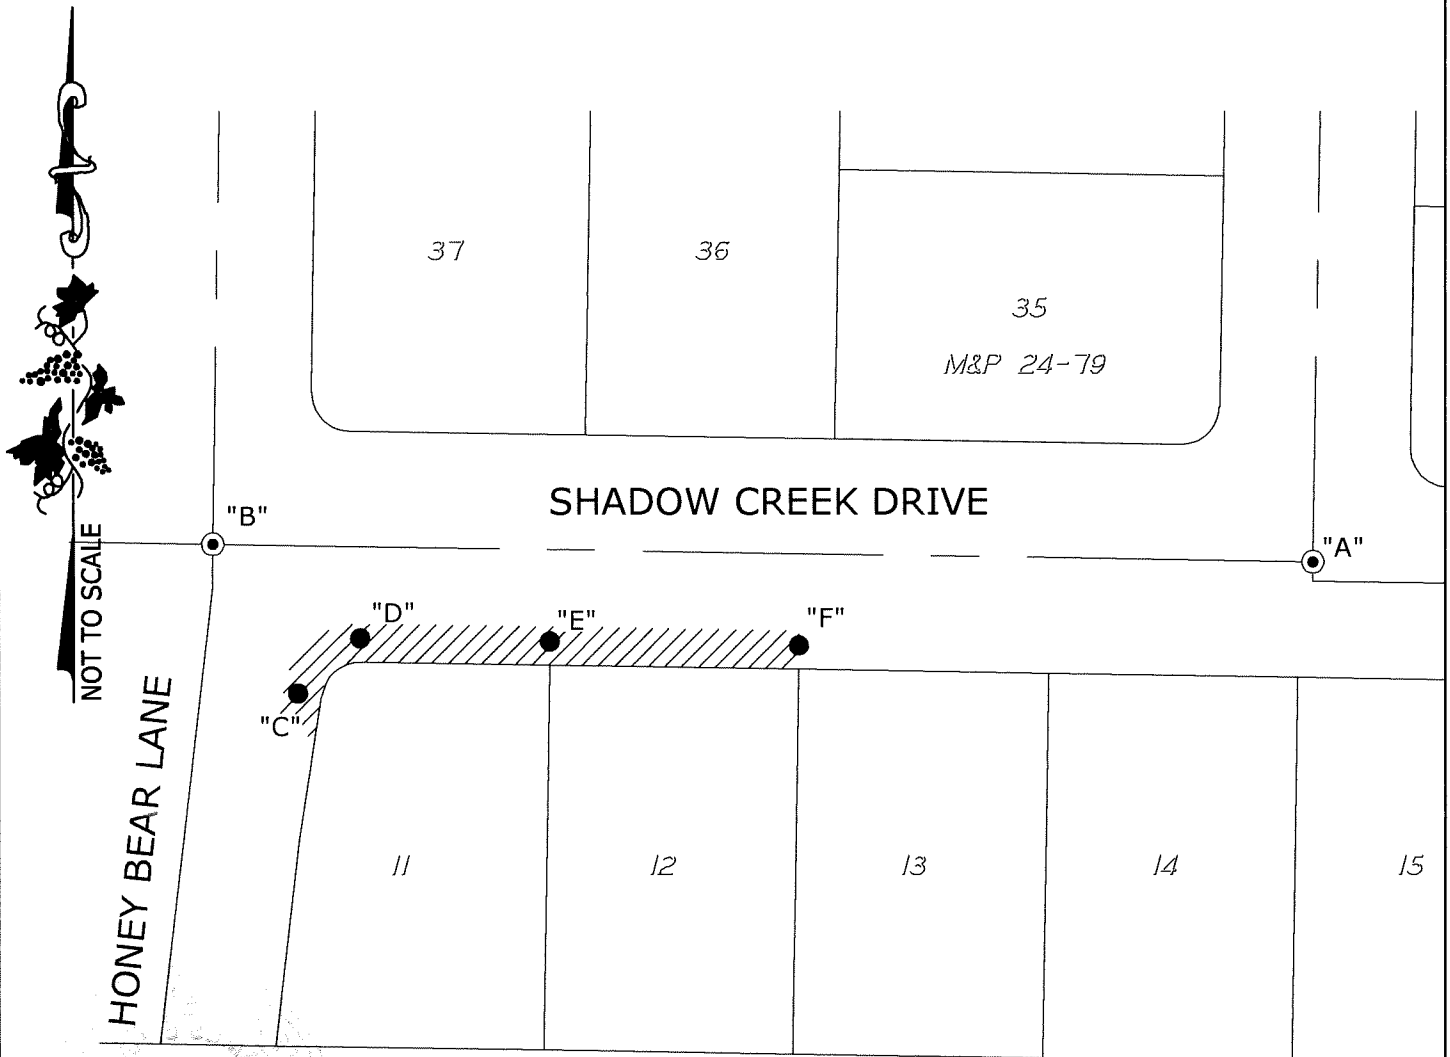 37
36
35
M&P 24-79
SHADOW CREEK DRIVE
"B"
"A"
"D"
"E"
"F"
"C"
NOT TO SCALE
HONEY BEAR LANE
11
12
13
14
15